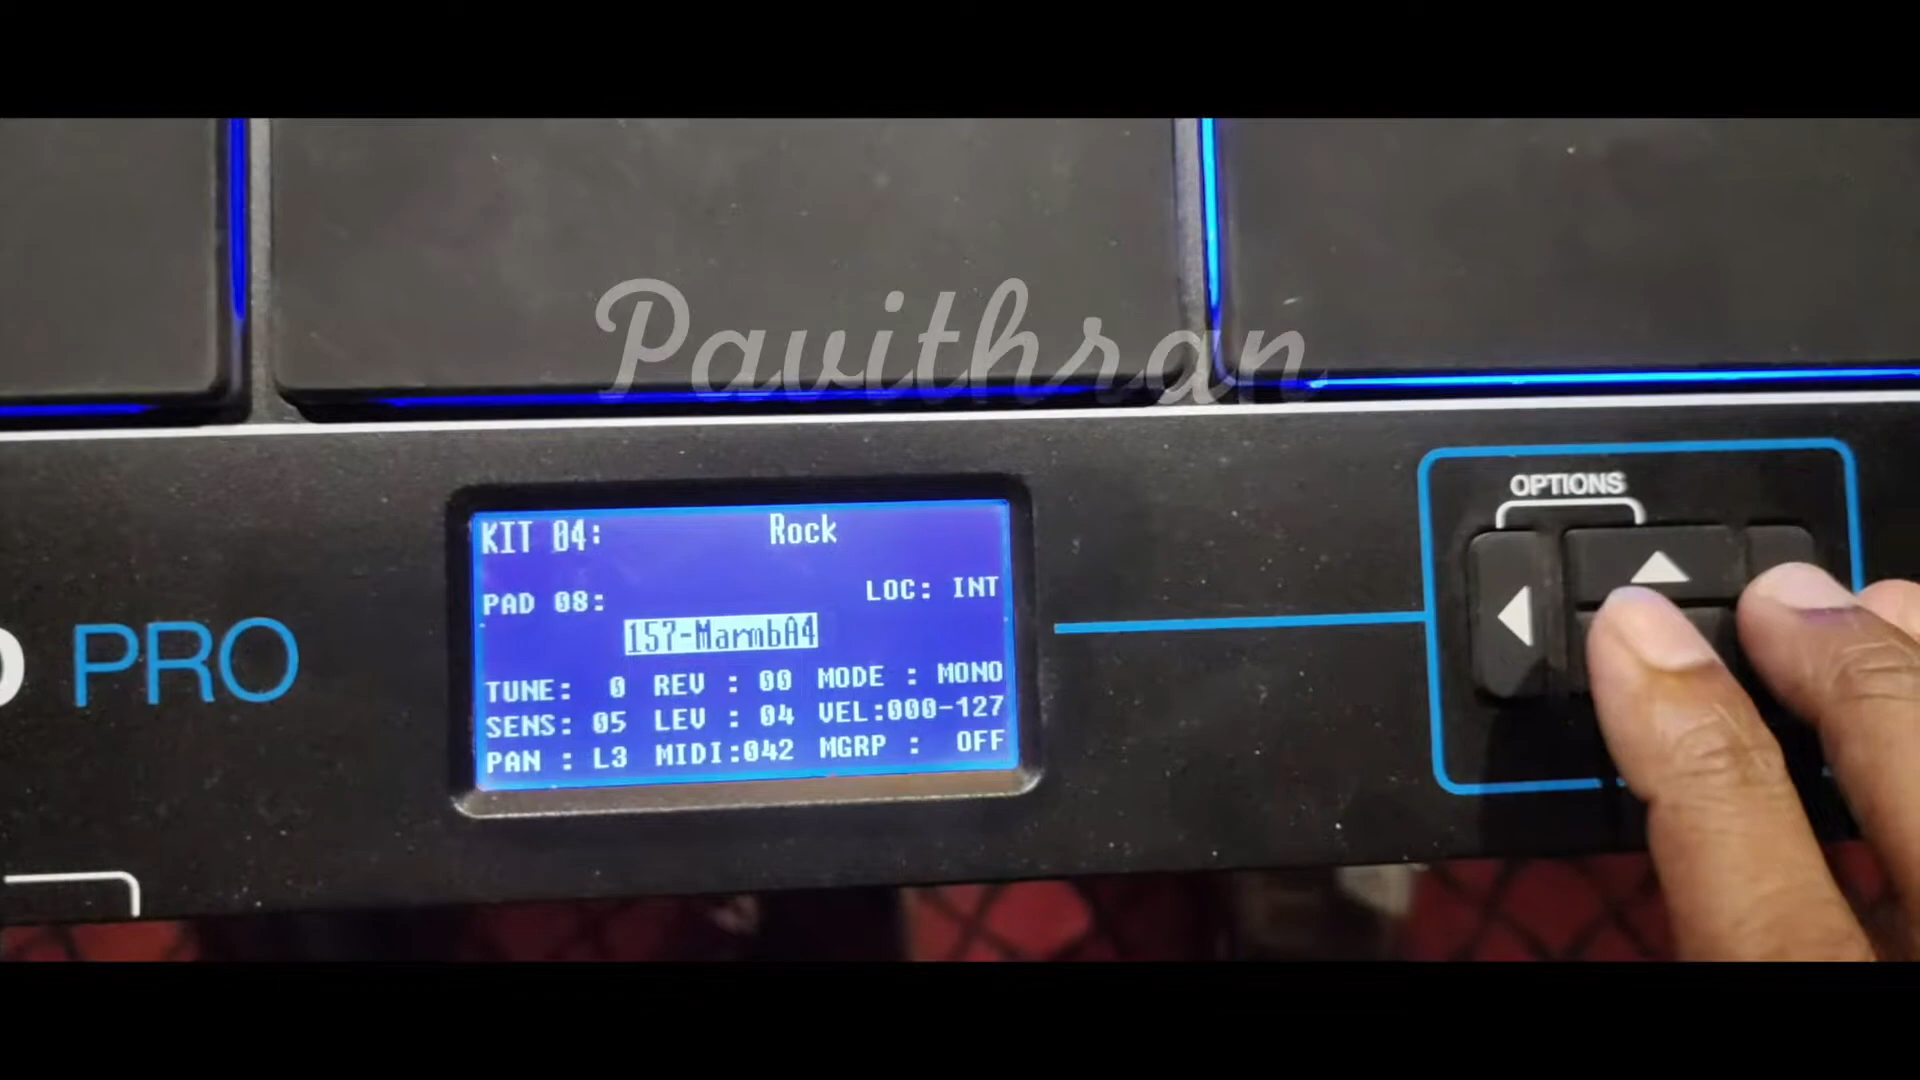 Pavithran
OPTIONS
PRO
KIT 04: Rock
PAD 08: LOC: INT
157-MarmbA4
TUNE: 0 REV : 00 MODE : MONO
SENS: 05 LEV : 04 VEL:000-127
PAN : L3 MIDI:042 MGRP : OFF